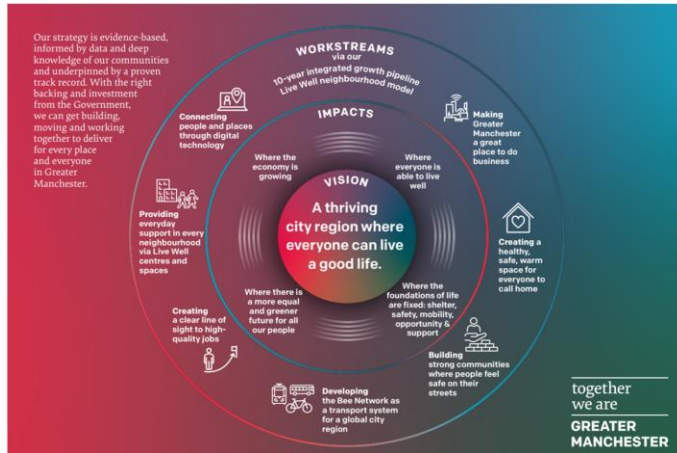 Our strategy is evidence-based,
informed by data and deep
knowledge of our communities
and underpinned by a proven
track record. With the right
backing and investment
from the Government,
we can get building,
moving and working
together to deliver
for every place
and everyone
in Greater
Manchester.
WORKSTREAMS
via our
10-year integrated growth pipeline
Live Well neighbourhood model
IMPACTS
Where the
economy is
growing
Where everyone is
able to live
well
VISION
A thriving
city region where
everyone can live
a good life.
Where there is
a more equal
and greener
future for all
our people
Where the
foundations of life
are fixed: shelter,
safety, mobility,
opportunity &
support
Making
Greater
Manchester
a great
place to do
business
Creating a
healthy,
safe, warm
space for
everyone to
call home
Building
strong communities
where people feel
safe on their
streets
Developing
the Bee Network as
a transport system
for a global city
region
Creating
a clear line of
sight to high-
quality jobs
Providing
everyday
support in every
neighbourhood
via Live Well
centres and
spaces
Connecting
people and places
through digital
technology
together
we are
GREATER
MANCHESTER